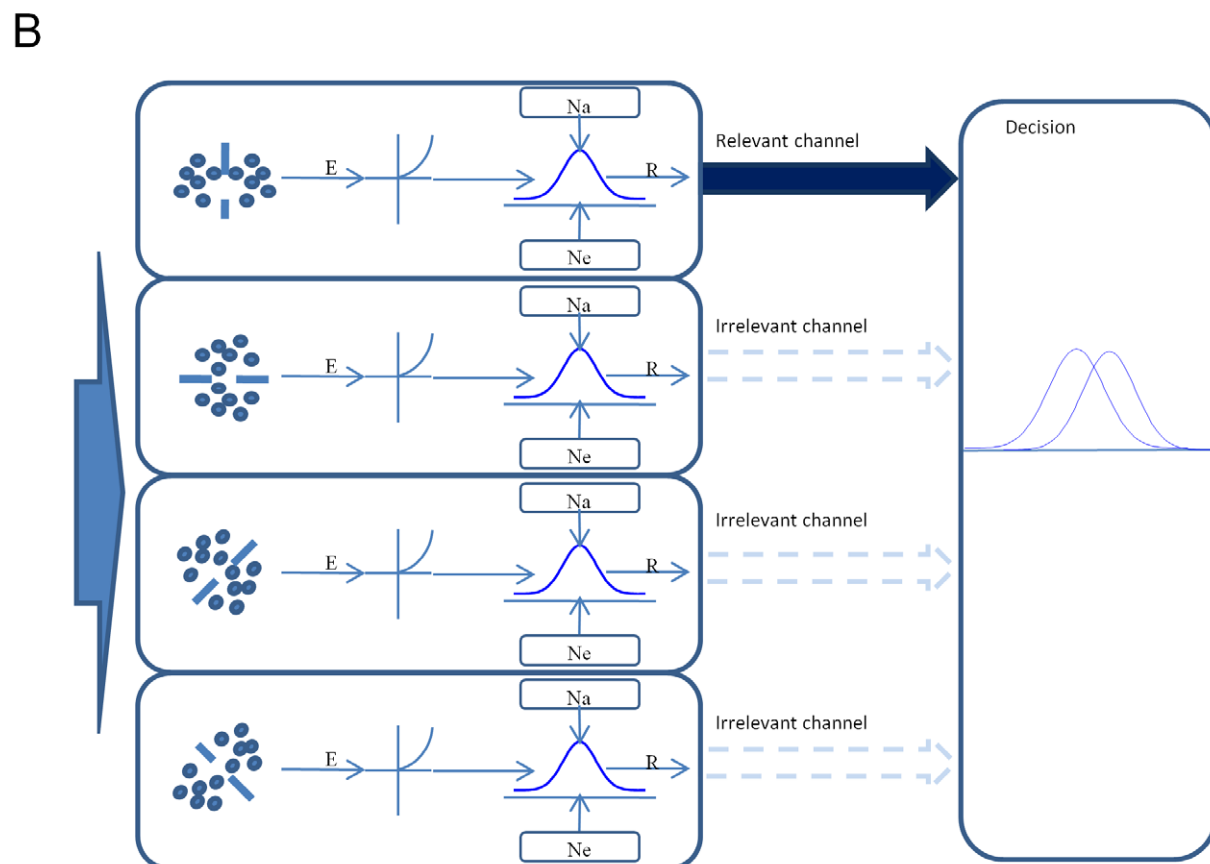 B
Na
Relevant channel
Decision
E
R
Ne
Na
Irrelevant channel
E
R
Ne
Na
Irrelevant channel
E
R
Ne
Na
Irrelevant channel
E
R
Ne